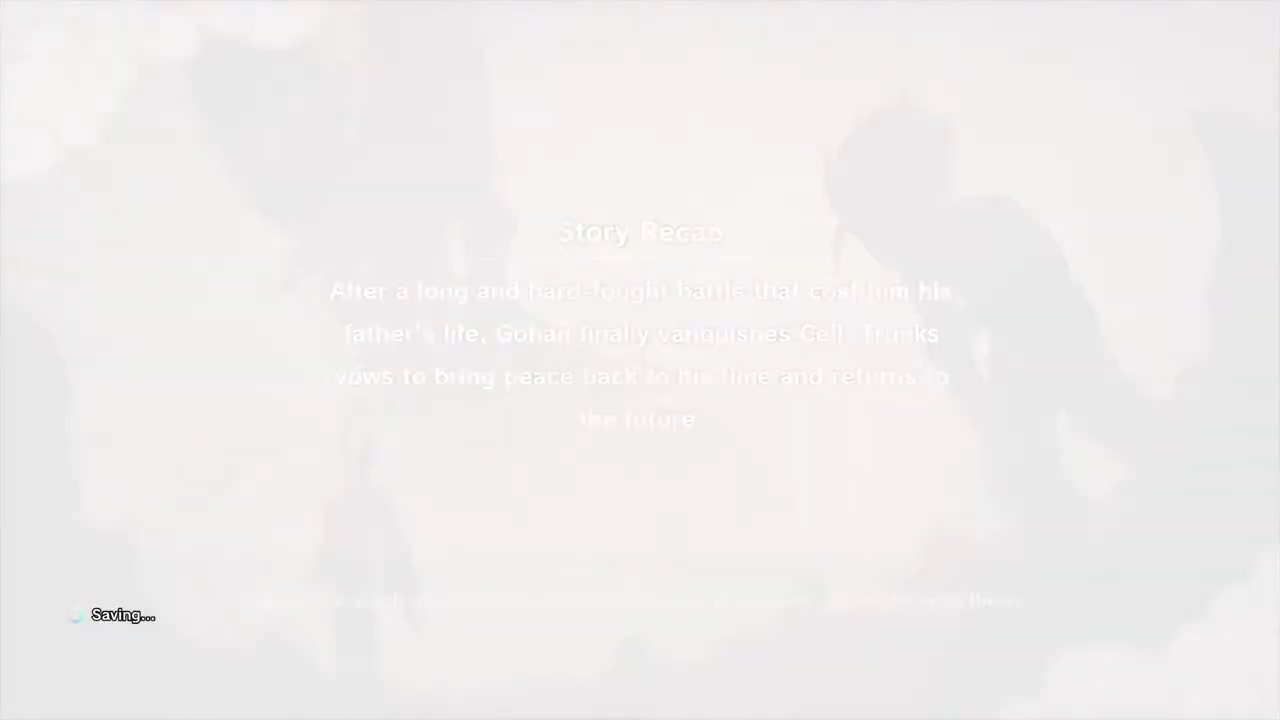 Story Recap
After a long and hard-fought battle that cost him his
father's life, Gohan finally vanquishes Cell. Trunks
vows to bring peace back to his time and returns to
the future
Saving...